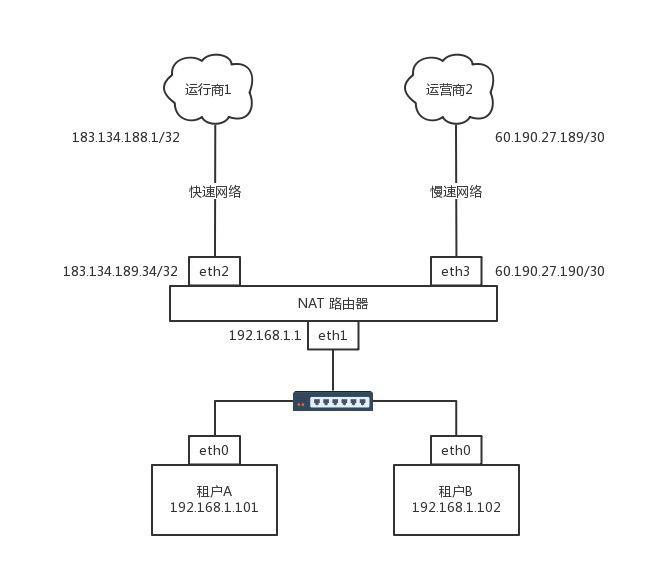 运行商1
运营商2
183.134.188.1/32
60.190.27.189/30
快速网络
慢速网络
183.134.189.34/32
eth2
eth3
60.190.27.190/30
NAT 路由器
192.168.1.1
eth1
eth0
eth0
租户A
192.168.1.101
租户B
192.168.1.102